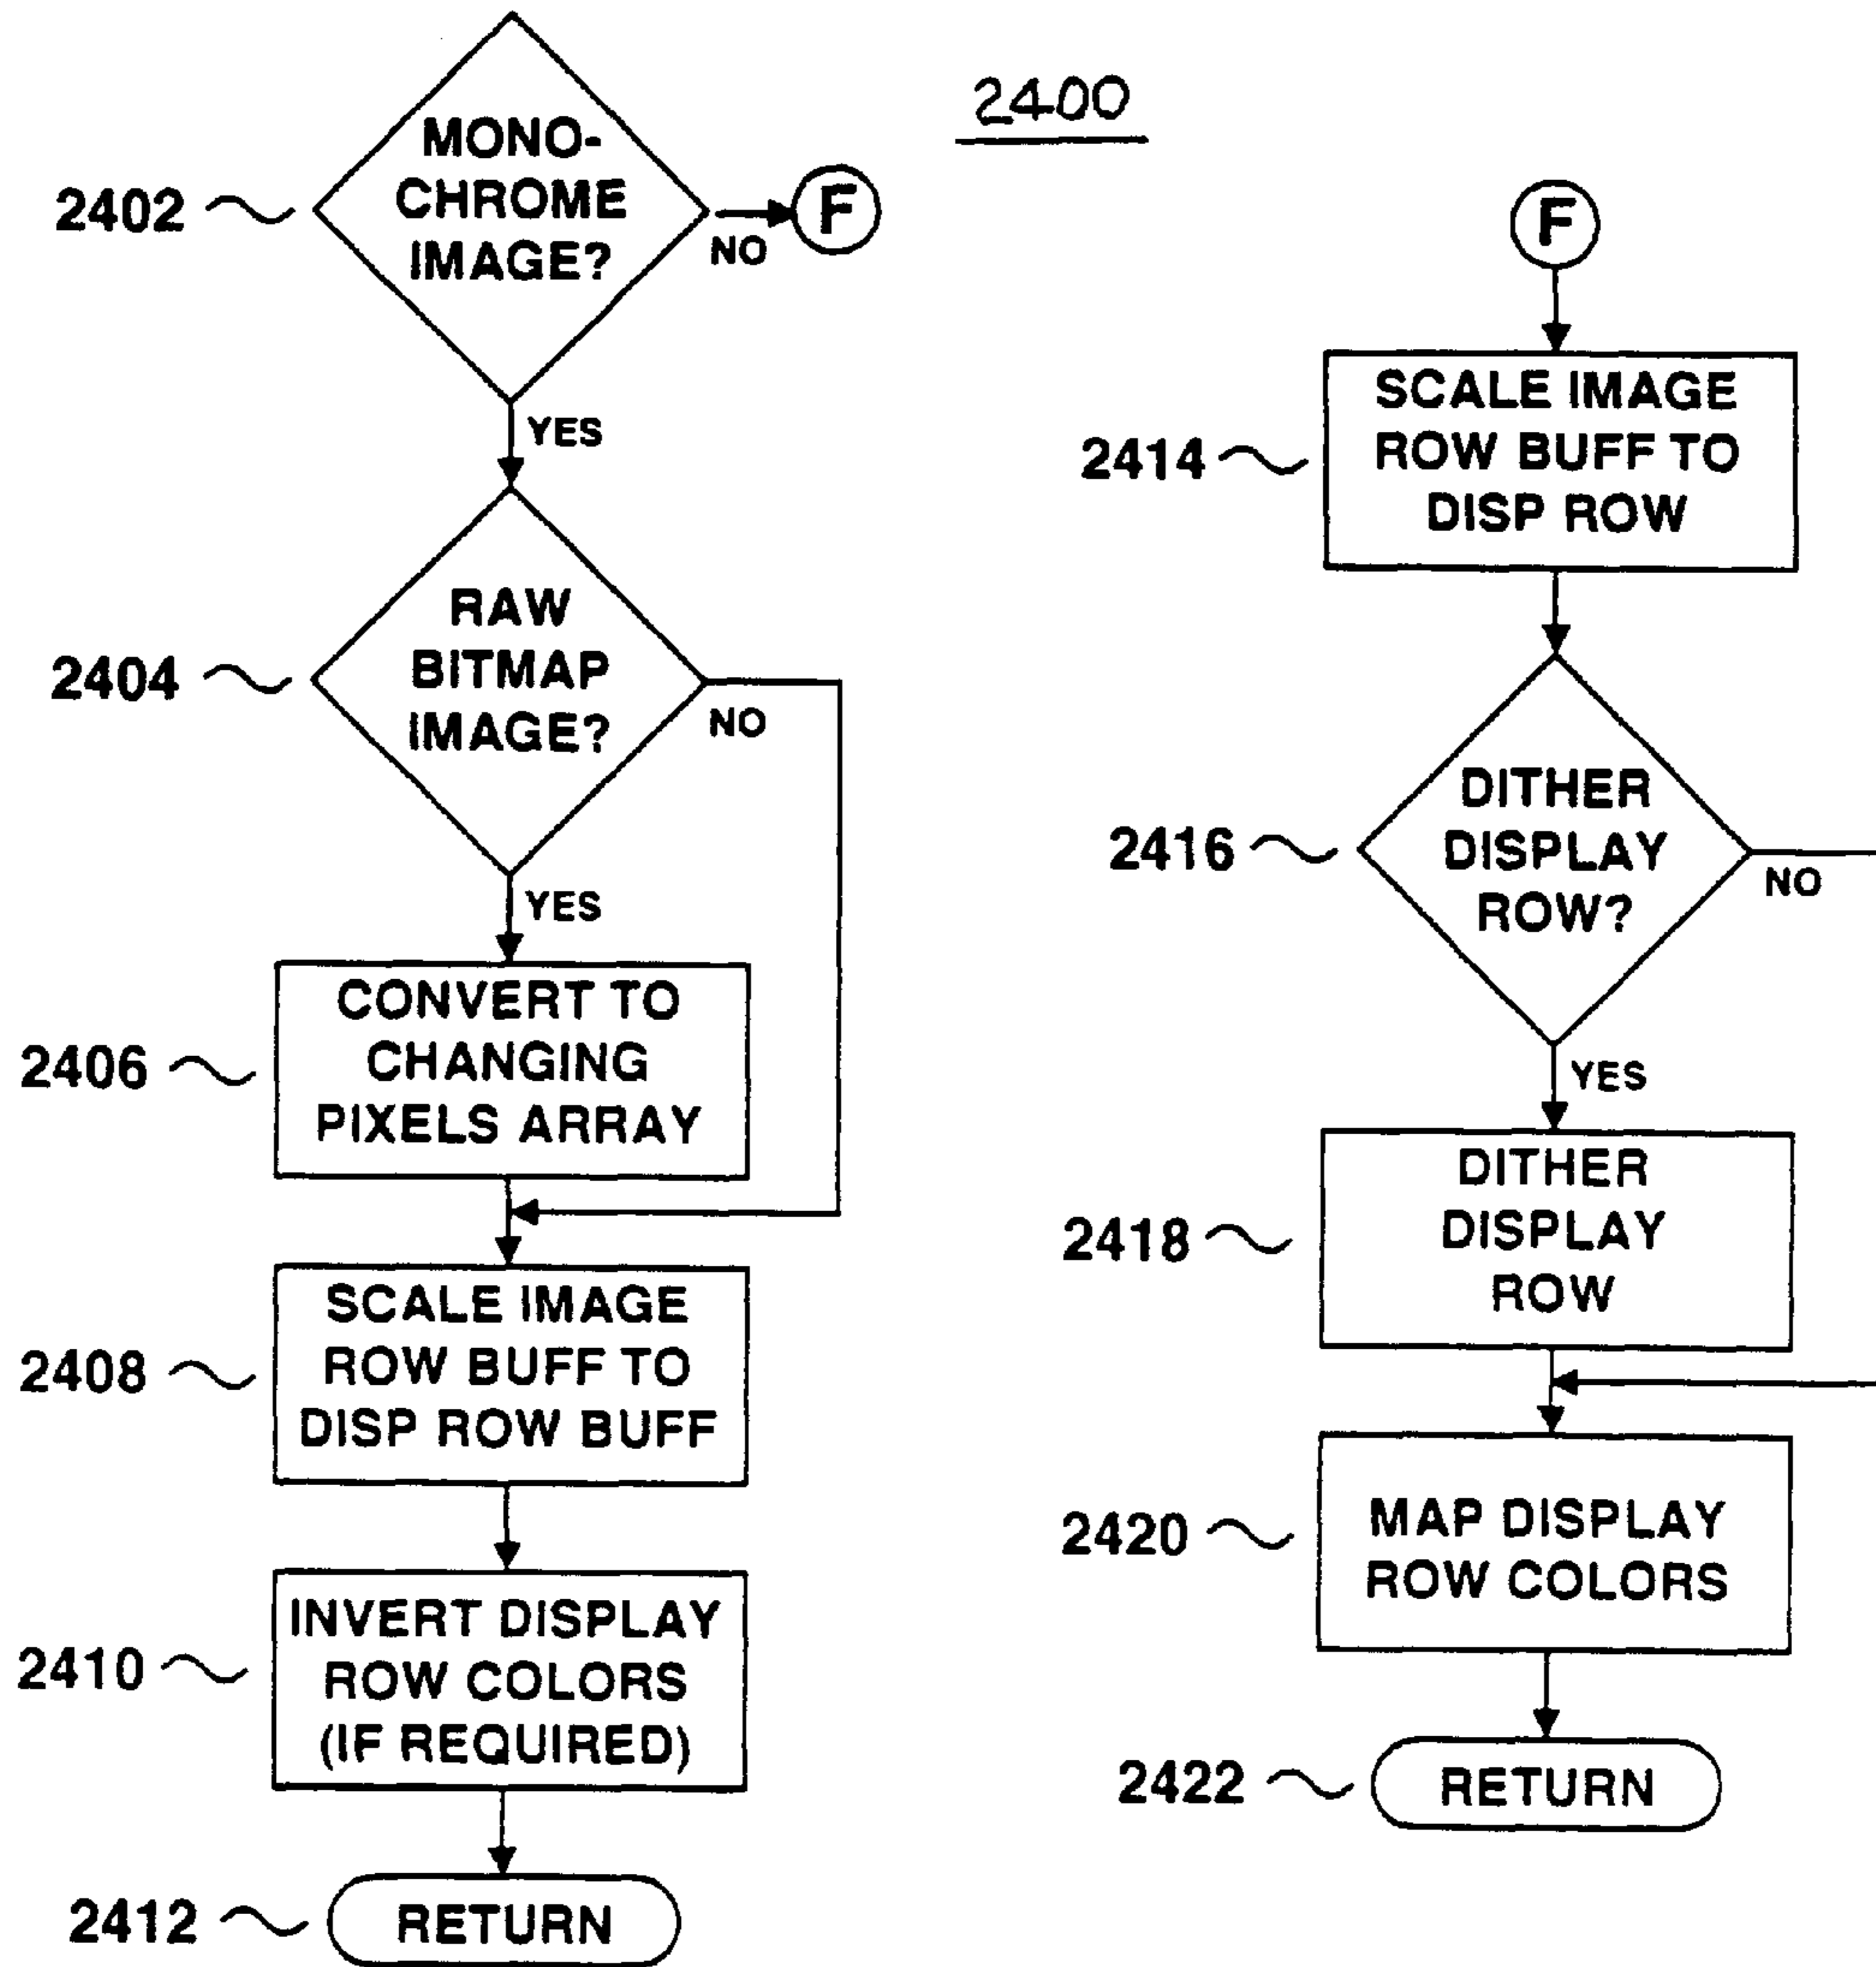 2400
2402
MONO-
CHROME
IMAGE?
NO
F
YES
2404
RAW
BITMAP
IMAGE?
NO
YES
2406
CONVERT TO
CHANGING
PIXELS ARRAY
2408
SCALE IMAGE
ROW BUFF TO
DISP ROW BUFF
2410
INVERT DISPLAY
ROW COLORS
(IF REQUIRED)
2412
RETURN
F
2414
SCALE IMAGE
ROW BUFF TO
DISP ROW
2416
DITHER
DISPLAY
ROW?
NO
YES
2418
DITHER
DISPLAY
ROW
2420
MAP DISPLAY
ROW COLORS
2422
RETURN